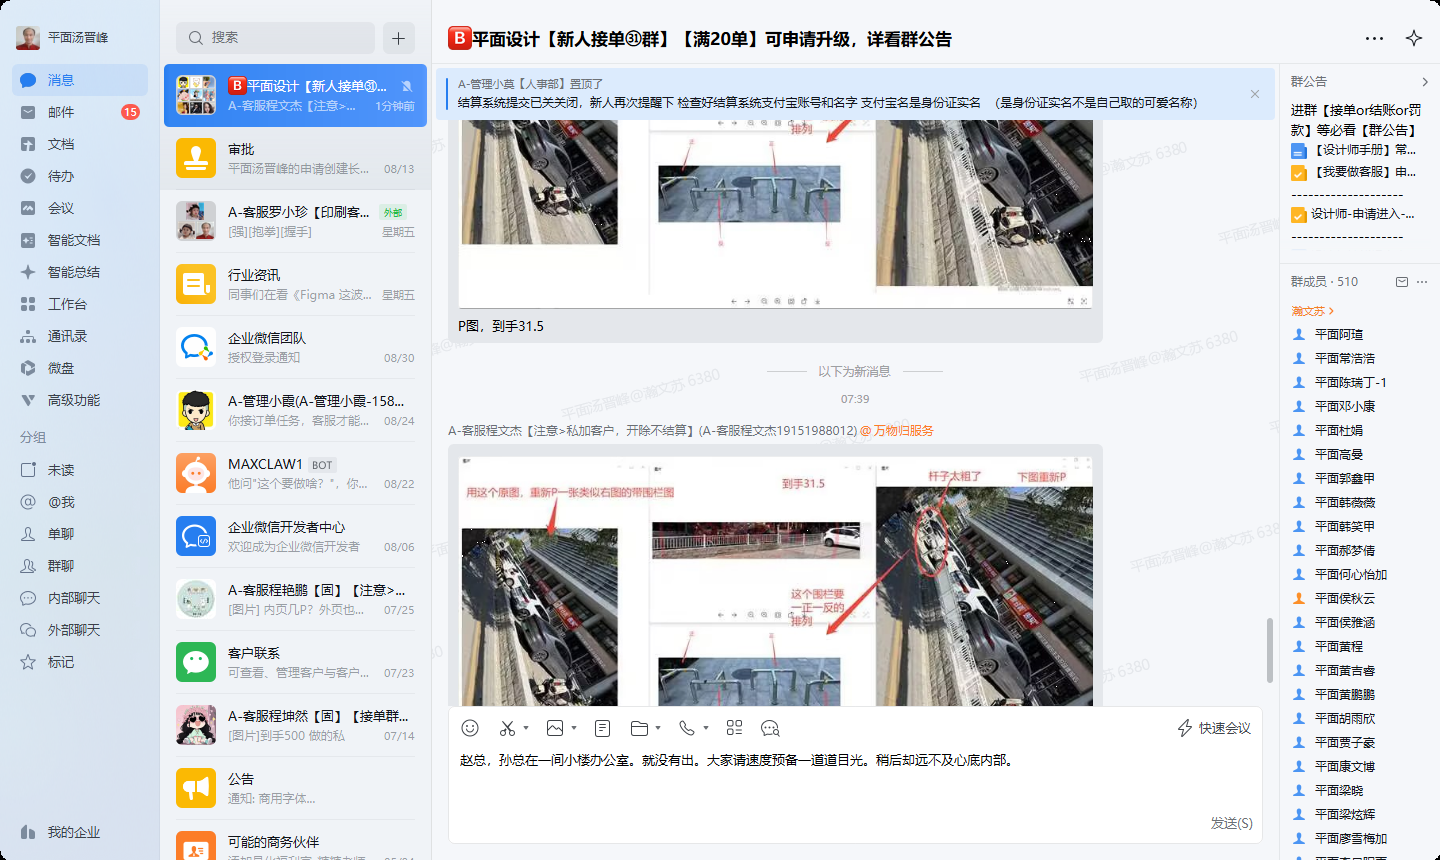 平面汤晋峰
消息
邮件
15
文档
待办
会议
智能文档
智能总结
工作台
通讯录
微盘
高级功能
分组
未读
@我
单聊
群聊
内部聊天
外部聊天
标记
我的企业
搜索
B平面设计【新人接单㉛...
A-客服程文杰【注意>... 1分钟前
审批
平面汤晋峰的申请创建长... 08/13
A-客服罗小珍【印刷客... 外部
[强][抱拳][握手] 星期五
行业资讯
同事们在看《Figma 这波... 星期五
企业微信团队
授权登录通知 08/30
A-管理小霞(A-管理小霞-158...
你接订单任务，客服才能... 08/24
MAXCLAW1 BOT
他问"这个要做啥？"，你... 08/22
企业微信开发者中心
欢迎成为企业微信开发者 08/06
A-客服程艳鹏【固】【注意>...
[图片] 内页几P？外页也... 07/25
客户联系
可查看、管理客户与客户... 07/23
A-客服程坤然【固】【接单群...
[图片]到手500 做的私 07/14
公告
通知: 商用字体...
可能的商务伙伴
B平面设计【新人接单㉛群】【满20单】可申请升级，详看群公告
A-管理小莫【人事部】置顶了
结算系统提交已关关闭，新人再次提醒下 检查好结算系统支付宝账号和名字 支付宝名是身份证实名 （是身份证实名不是自己取的可爱名称）
排列
正
正
反
反
P图，到手31.5
以下为新消息
07:39
A-客服程文杰【注意>私加客户，开除不结算】(A-客服程文杰19151988012) @万物归服务
用这个原图，重新P一张类似右图的带围栏图
到手31.5
杆子太粗了
下图重新P
这个围栏要
一正一反的
排列
正
正
平面汤晋峰@瀚文苏 6380
快速会议
赵总，孙总在一间小楼办公室。就没有出。大家请速度预备一道道目光。稍后却远不及心底内部。
发送(S)
群公告
进群【接单or结账or罚
款】等必看【群公告】
【设计师手册】常...
【我要做客服】申...
--------------------
设计师-申请进入-...
--------------------
群成员 · 510
瀚文苏
平面阿瑄
平面常浩浩
平面陈瑞丁-1
平面邓小康
平面杜娟
平面高曼
平面郭鑫甲
平面韩薇薇
平面韩笑甲
平面郝梦倩
平面何心怡加
平面侯秋云
平面侯雅涵
平面黄程
平面黄吉睿
平面黄鹏鹏
平面胡雨欣
平面贾子豪
平面康文博
平面梁晓
平面梁炫辉
平面廖雪梅加